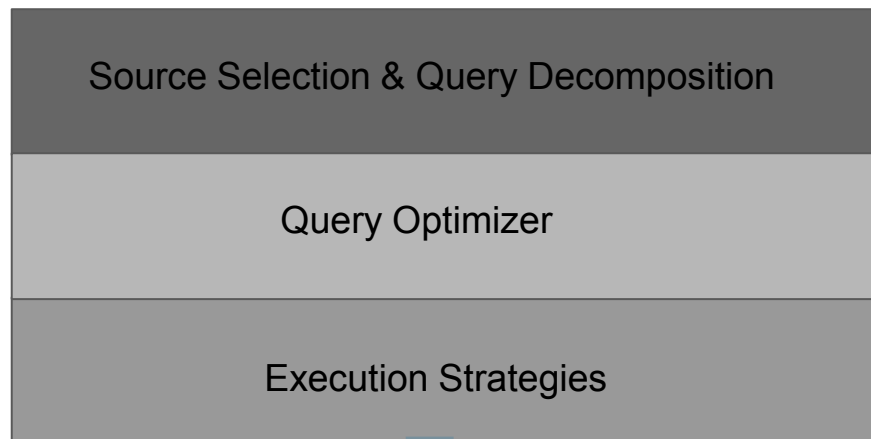 Source Selection & Query Decomposition
Query Optimizer
Execution Strategies